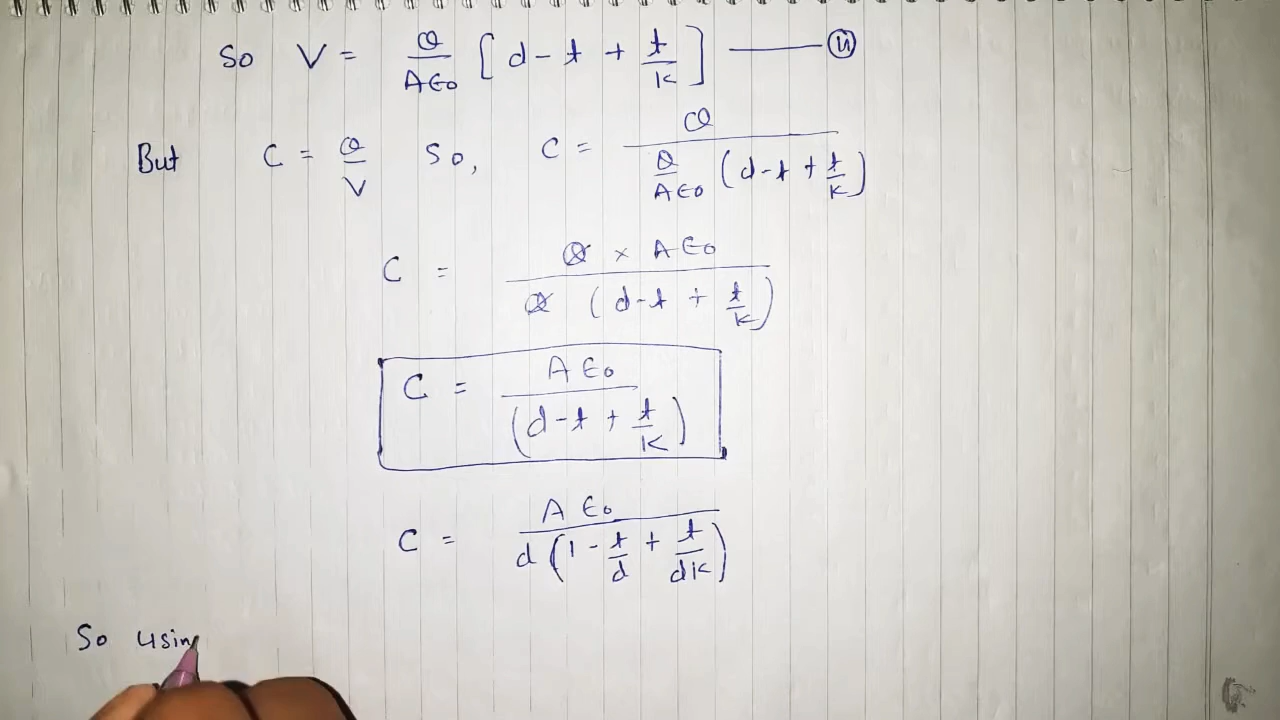 So V = Q/Aϵ₀ [d - t + t/k] —— (ii)
But C = Q/V So, C = Q / (Q/Aϵ₀ (d-t + t/k))
C = Q × Aϵ₀ / (Q (d-t + t/k))
C = Aϵ₀ / (d-t + t/k)
C = Aϵ₀ / (d(1 - t/d + t/dk))
So usin